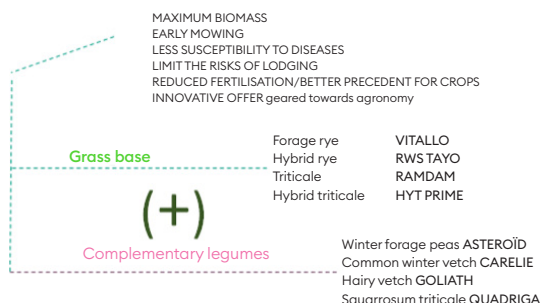 MAXIMUM BIOMASS
EARLY MOWING
LESS SUSCEPTIBILITY TO DISEASES
LIMIT THE RISKS OF LODGING
REDUCED FERTILISATION/BETTER PRECEDENT FOR CROPS
INNOVATIVE OFFER geared towards agronomy
Grass base
Forage rye VITALLO
Hybrid rye RWS TAYO
Triticale RAMDAM
Hybrid triticale HYT PRIME
(+)
Complementary legumes
Winter forage peas ASTEROÏD
Common winter vetch CARELIE
Hairy vetch GOLIATH
Squarrosum triticale QUADRIGA